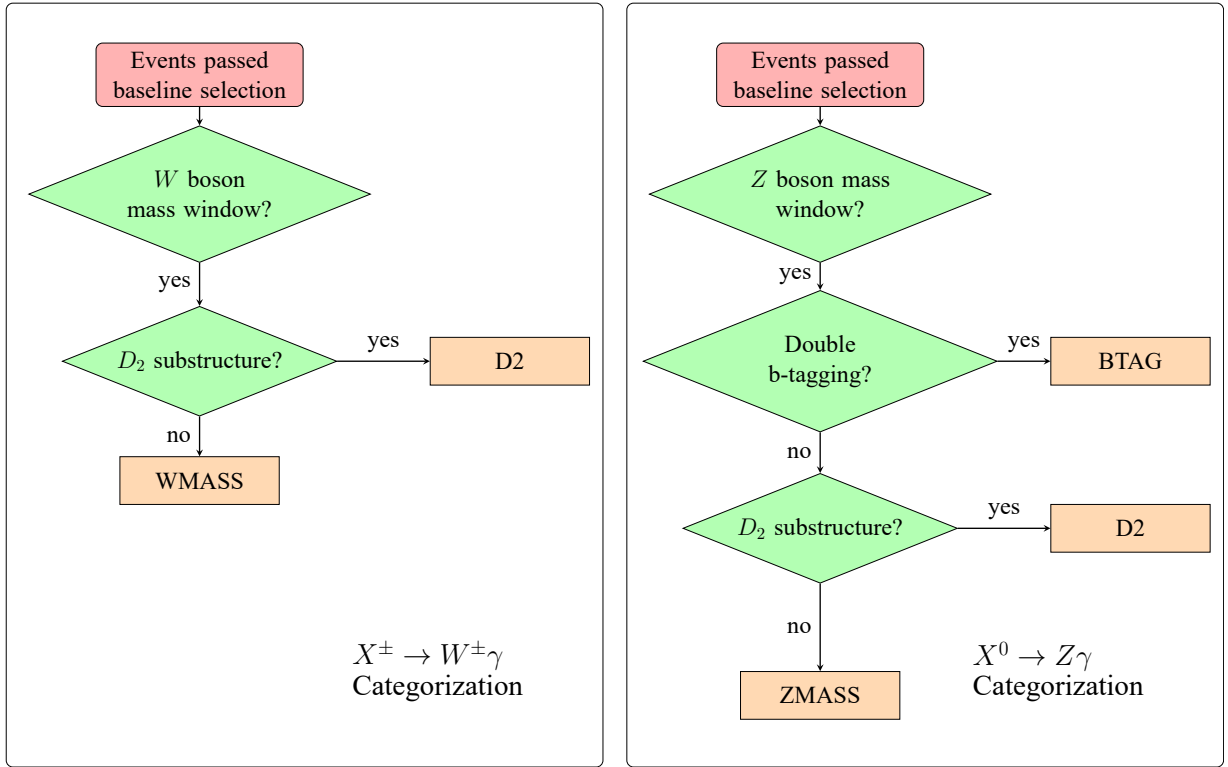 Events passed
baseline selection
W boson
mass window?
yes
D₂ substructure?
yes
D2
no
WMASS
X± → W±γ
Categorization
Events passed
baseline selection
Z boson mass
window?
yes
Double
b-tagging?
yes
BTAG
no
D₂ substructure?
yes
D2
no
ZMASS
X⁰ → Zγ
Categorization